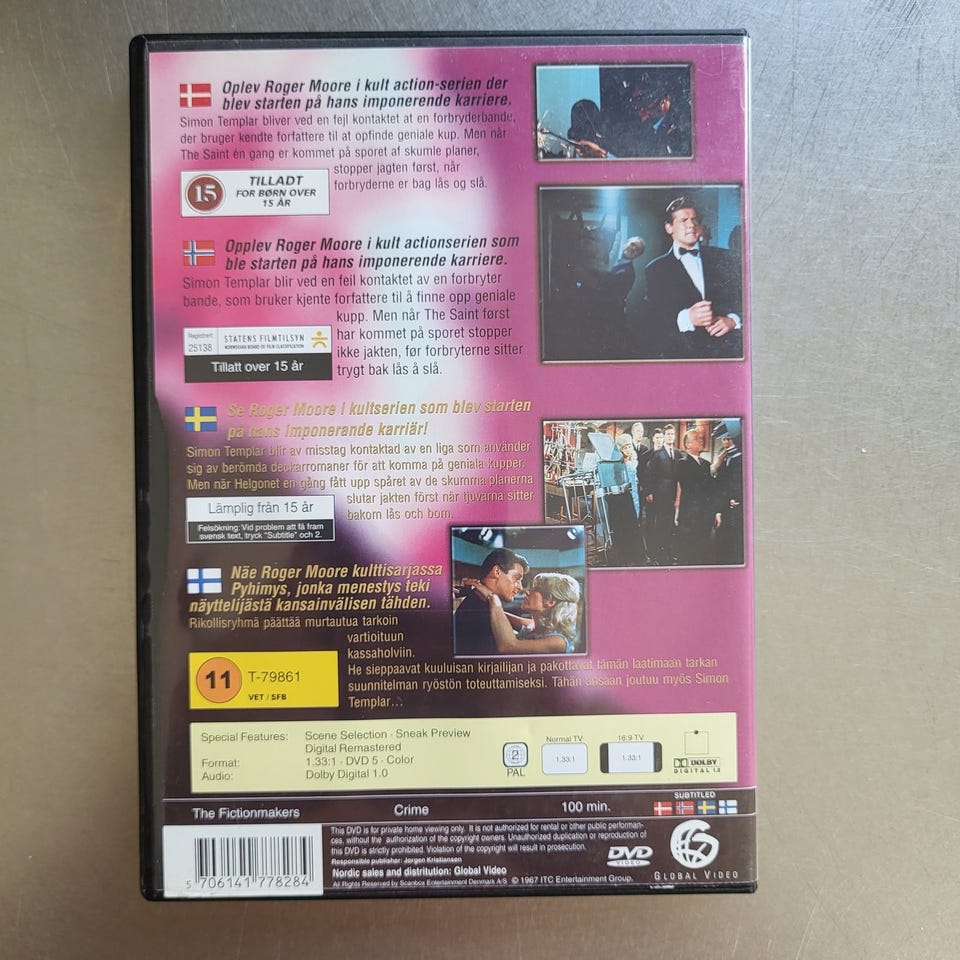 Oplev Roger Moore i kult action-serien der
blev starten på hans imponerende karriere.
Simon Templar bliver ved en fejl kontaktet at en forbryderbande,
der bruger kendte forfattere til at opfinde geniale kup. Men når
The Saint én gang er kommet på sporet af skumle planer,
stopper jagten først, når
forbryderne er bag lås og slå.
15
TILLADT
FOR BØRN OVER
15 ÅR
Opplev Roger Moore i kult actionserien som
ble starten på hans imponerende karriere.
Simon Templar blir ved en feil kontaktet av en forbryter
bande, som bruker kjente forfattere til å finne opp geniale
kupp. Men når The Saint først
har kommet på sporet stopper
ikke jakten, før forbryterne sitter
trygt bak lås å slå.
Registrert
25138
STATENS FILMTILSYN
NORWEGIAN BOARD OF FILM CLASSIFICATION
Tillatt over 15 år
Se Roger Moore i kultserien som blev starten
på hans imponerande karriär!
Simon Templar blir av misstag kontaktad av en liga som använder
sig av berömda deckarromaner för att komma på geniala kupper.
Men när Helgonet en gång fått upp spåret av de skumma planerna
slutar jakten först när tjuvarna sitter
bakom lås och bom.
Lämplig från 15 år
Felsökning: Vid problem att få fram
svensk text, tryck "Subtitle" och 2.
Näe Roger Moore kulttisarjassa
Pyhimys, jonka menestys teki
näyttelijästä kansainvälisen tähden.
Rikollisryhmä päättää murtautua tarkoin
vartioituun
kassaholviin.
He sieppaavat kuuluisan kirjailijan ja pakottavat tämän laatimaan tarkan
suunnitelman ryöstön toteuttamiseksi. Tähän ansaan joutuu myös Simon
Templar...
11
T-79861
VET / SFB
Special Features: Scene Selection · Sneak Preview
Digital Remastered
Format: 1.33:1 · DVD 5 · Color
Audio: Dolby Digital 1.0
2
PAL
Normal TV
1.33:1
16:9 TV
1.33:1
DOLBY
DIGITAL 1.0
The Fictionmakers Crime 100 min.
SUBTITLED
5 706141 778284
This DVD is for private home viewing only. It is not authorized for rental or other public performan-
ces, without the authorization of the copyright owners. Unauthorized duplication or reproduction of
this DVD is strictly prohibited. Violation of the copyright will result in prosecution.
Responsible publisher: Jørgen Kristiansen
Nordic sales and distribution: Global Video
All Rights Reserved by Scanbox Entertainment Denmark A/S © 1967 ITC Entertainment Group.
DVD
VIDEO
GLOBAL VIDEO